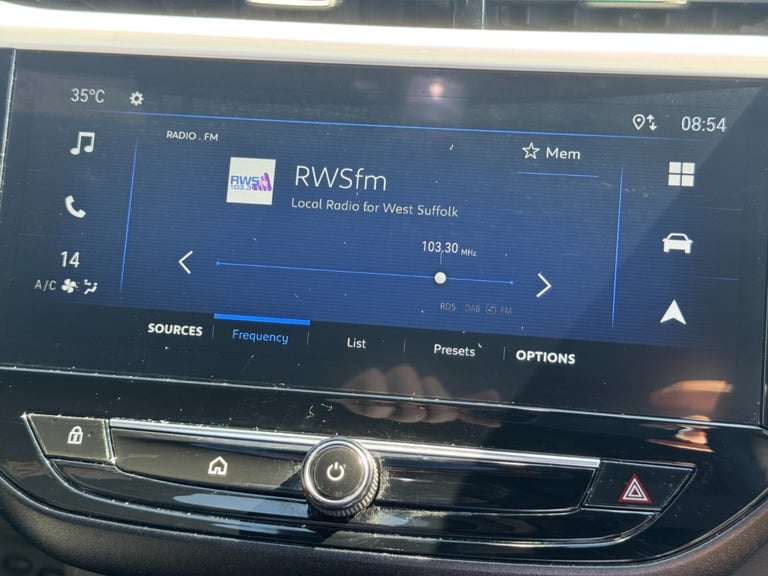 35°C
08:54
RADIO . FM
Mem
RWS
103.3
RWSfm
Local Radio for West Suffolk
103.30 MHz
14
A/C
RDS DAB FM
SOURCES Frequency List Presets OPTIONS